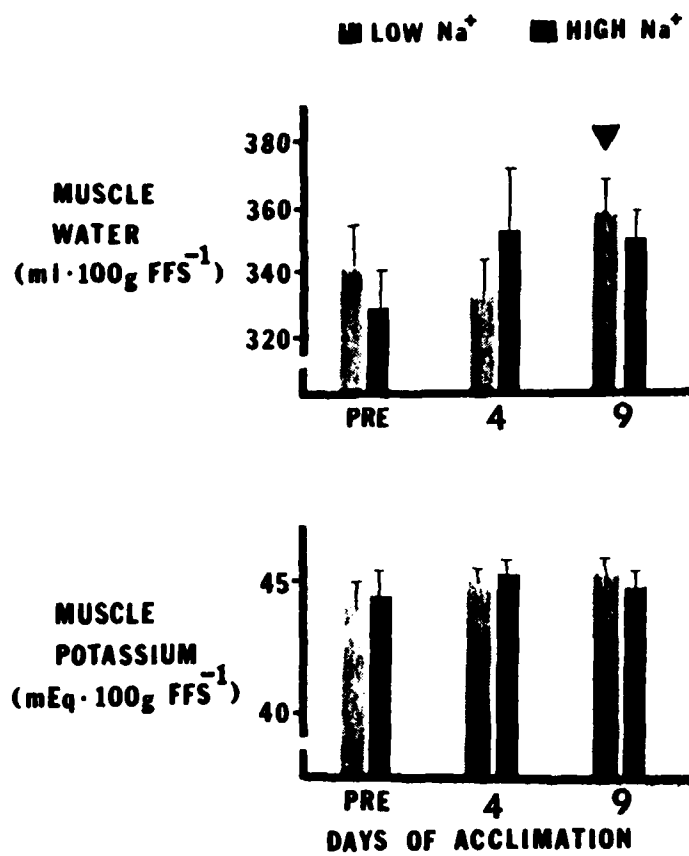 LOW Na+ HIGH Na+
380
360
340
320
MUSCLE
WATER
(ml·100g FFS-1)
PRE 4 9
45
40
MUSCLE
POTASSIUM
(mEq·100g FFS-1)
PRE 4 9
DAYS OF ACCLIMATION